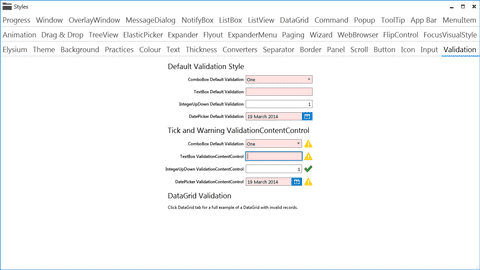 Styles
Progress Window OverlayWindow MessageDialog NotifyBox ListBox ListView DataGrid Command Popup ToolTip App Bar MenuItem
Animation Drag & Drop TreeView ElasticPicker Expander Flyout ExpanderMenu Paging Wizard WebBrowser FlipControl FocusVisualStyle
Elysium Theme Background Practices Colour Text Thickness Converters Separator Border Panel Scroll Button Icon Input Validation
Default Validation Style
ComboBox Default Validation One
TextBox Default Validation
IntegerUpDown Default Validation 1
DatePicker Default Validation 19 March 2014
Tick and Warning ValidationContentControl
ComboBox Default Validation One
TextBox ValidationContentControl
IntegerUpDown ValidationContentControl 1
DatePicker ValidationContentControl 19 March 2014
DataGrid Validation
Click DataGrid tab for a full example of a DataGrid with invalid records.